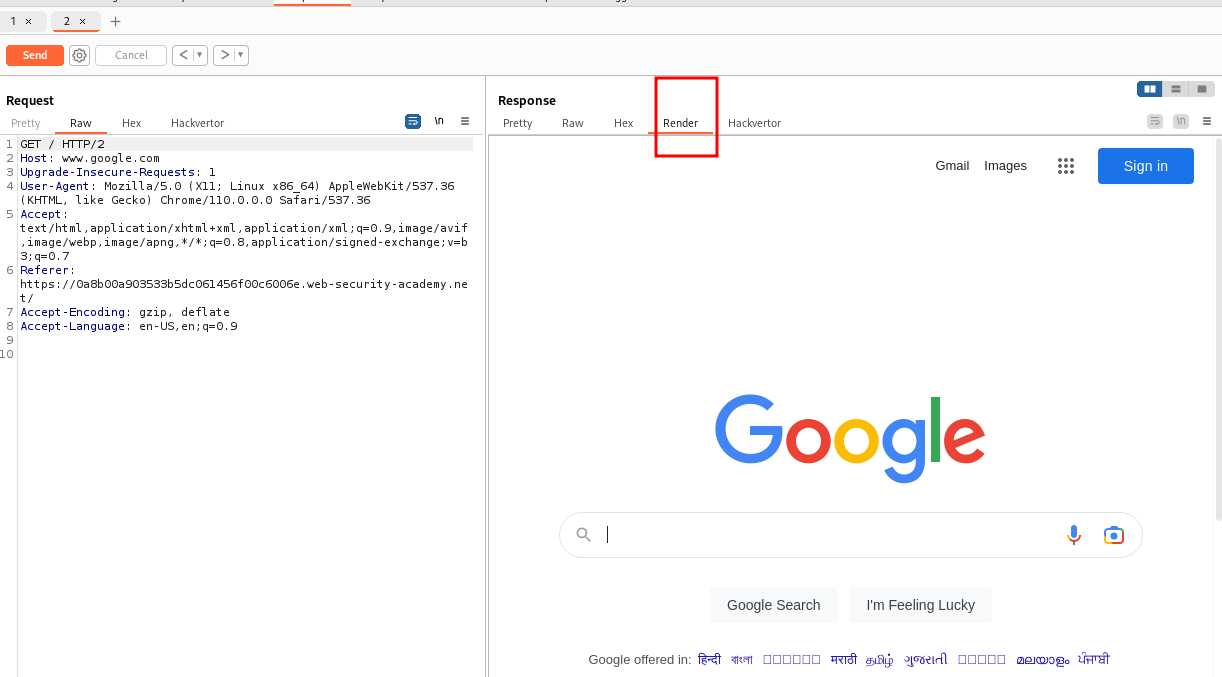 1 × 2 × +
Send Cancel < >
Request
Pretty Raw Hex Hackvertor \n
1 GET / HTTP/2
2 Host: www.google.com
3 Upgrade-Insecure-Requests: 1
4 User-Agent: Mozilla/5.0 (X11; Linux x86_64) AppleWebKit/537.36
(KHTML, like Gecko) Chrome/110.0.0.0 Safari/537.36
5 Accept:
text/html,application/xhtml+xml,application/xml;q=0.9,image/avif
,image/webp,image/apng,*/*;q=0.8,application/signed-exchange;v=b
3;q=0.7
6 Referer:
https://0a8b00a903533b5dc061456f00c6006e.web-security-academy.ne
t/
7 Accept-Encoding: gzip, deflate
8 Accept-Language: en-US,en;q=0.9
9
10
Response
Pretty Raw Hex Render Hackvertor \n
Gmail Images Sign in
Google
Google Search I'm Feeling Lucky
Google offered in: हिन्दी বাংলা मराठी தமிழ் ગુજરાતી മലയാളം ਪੰਜਾਬੀ